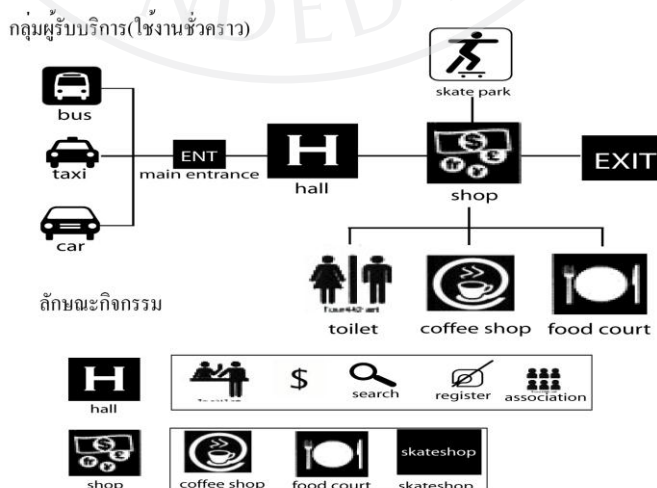 กลุ่มผู้รับบริการ(ใช้งานชั่วคราว)
skate park
bus
taxi
car
ENT
main entrance
H
hall
$
shop
EXIT
toilet
coffee shop
food court
ลักษณะกิจกรรม
H
hall
$
search
register
association
$
shop
coffee shop
food court
skateshop
skateshop